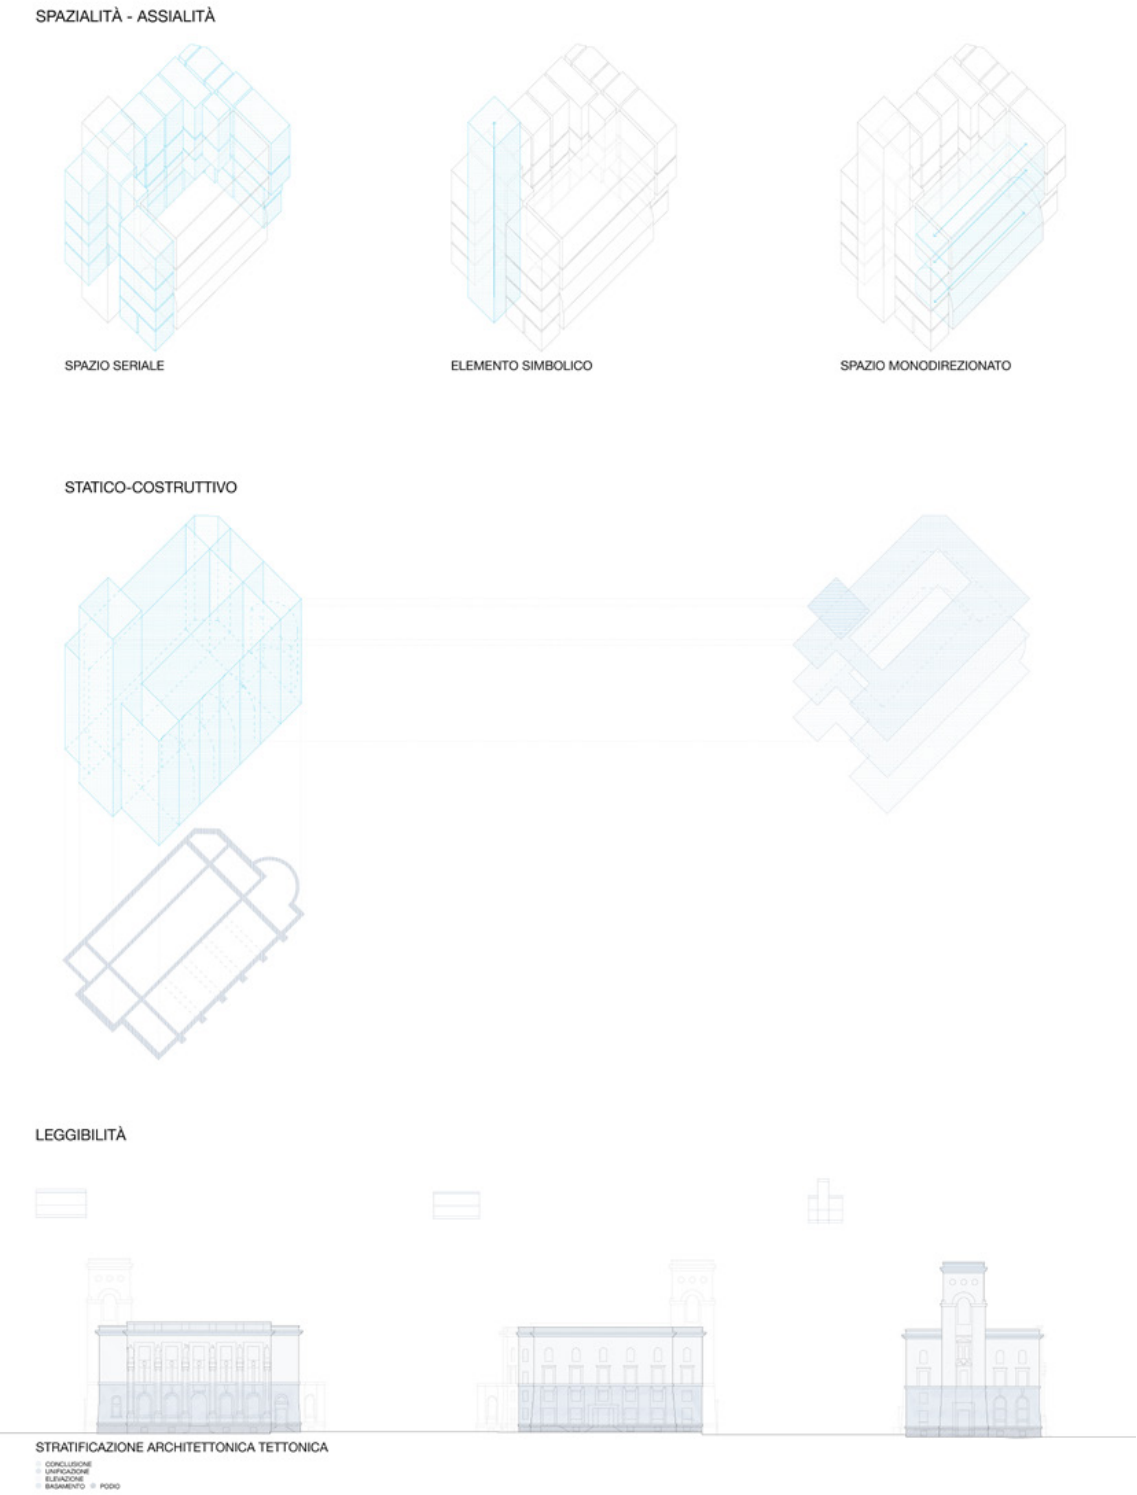 SPAZIALITÀ - ASSIALITÀ
SPAZIO SERIALE
ELEMENTO SIMBOLICO
SPAZIO MONODIREZIONATO
STATICO-COSTRUTTIVO
LEGGIBILITÀ
STRATIFICAZIONE ARCHITETTONICA TETTONICA
CONCLUSIONE
UNIFICAZIONE
ELEVAZIONE
BASAMENTO PODIO